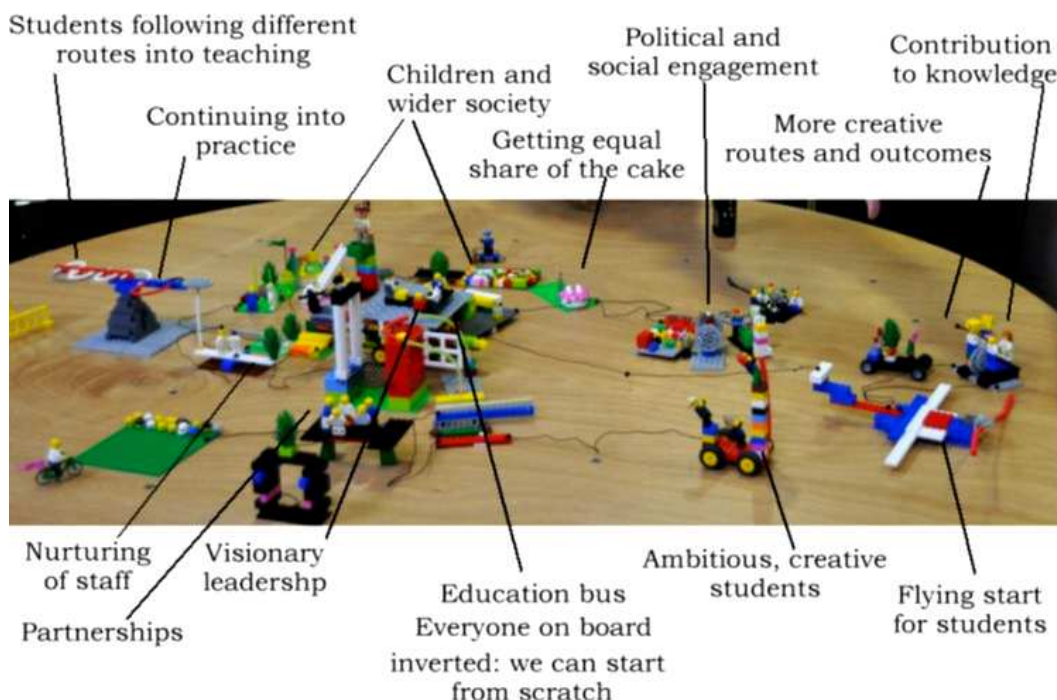 Students following different
routes into teaching
Continuing into
practice
Children and
wider society
Getting equal
share of the cake
Political and
social engagement
More creative
routes and outcomes
Contribution
to knowledge
Nurturing
of staff
Partnerships
Visionary
leadershp
Education bus
Everyone on board
inverted: we can start
from scratch
Ambitious, creative
students
Flying start
for students